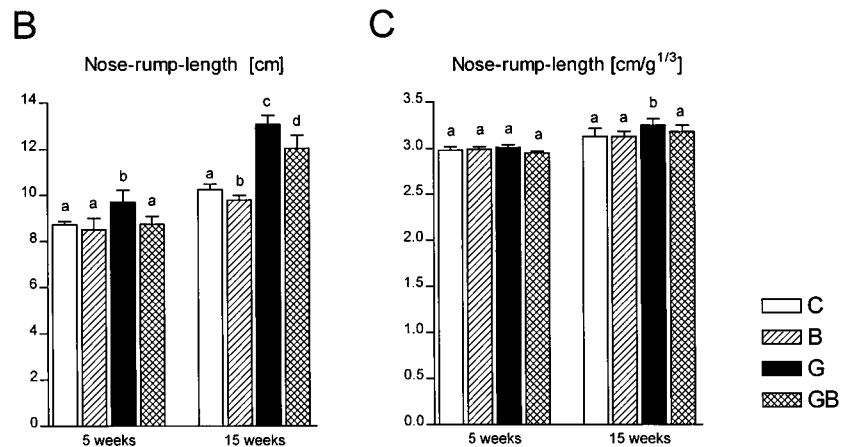 B
Nose-rump-length [cm]
14
12
10
8
6
4
2
0
a a b a
a b c d
5 weeks 15 weeks
C
Nose-rump-length [cm/g^1/3]
3.5
3.0
2.5
2.0
1.5
1.0
0.5
0.0
a a a a
a a b a
5 weeks 15 weeks
C
B
G
GB